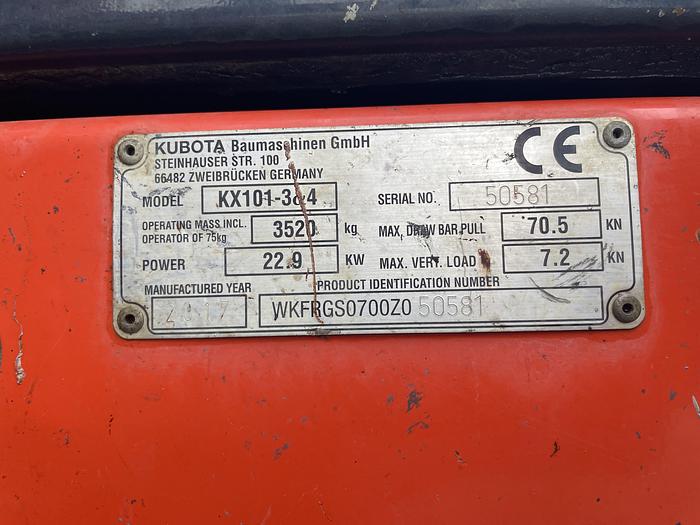 KUBOTA Baumaschinen GmbH
STEINHAUSER STR. 100
66482 ZWEIBRÜCKEN GERMANY
CE
MODEL KX101-3α4
SERIAL NO. 50581
OPERATING MASS INCL. OPERATOR OF 75kg 3520 kg
MAX, DRAW BAR PULL 70.5 KN
POWER 22.9 KW
MAX. VERT. LOAD 7.2 KN
MANUFACTURED YEAR 2017
PRODUCT IDENTIFICATION NUMBER
WKFRGS0700Z050581